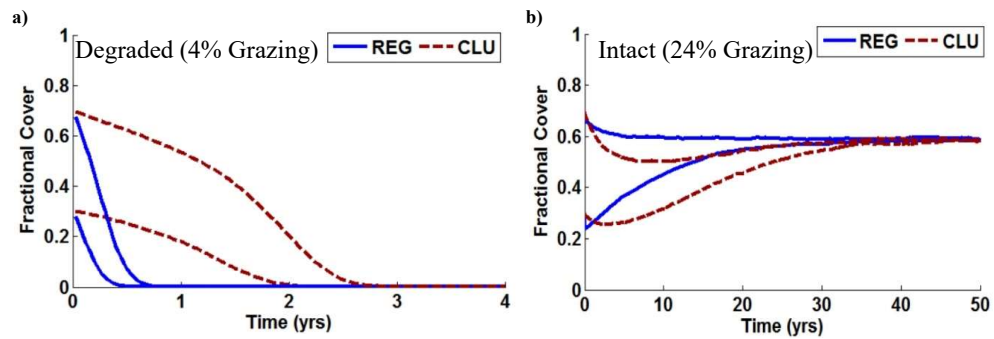 a)
Degraded (4% Grazing)
REG CLU
Fractional Cover
1
0.8
0.6
0.4
0.2
0
0 1 2 3 4
Time (yrs)
b)
Intact (24% Grazing)
REG CLU
Fractional Cover
1
0.8
0.6
0.4
0.2
0
0 10 20 30 40 50
Time (yrs)